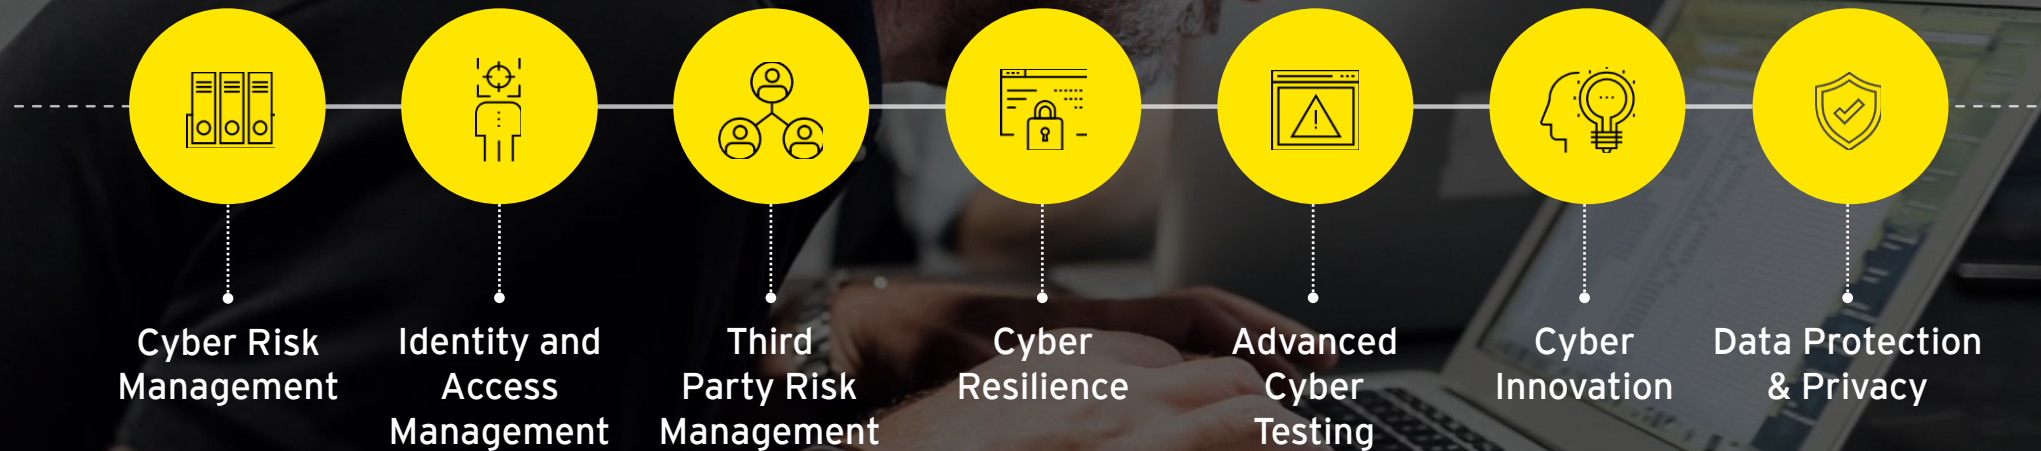 Cyber Risk
Management
Identity and
Access
Management
Third
Party Risk
Management
Cyber
Resilience
Advanced
Cyber
Testing
Cyber
Innovation
Data Protection
& Privacy